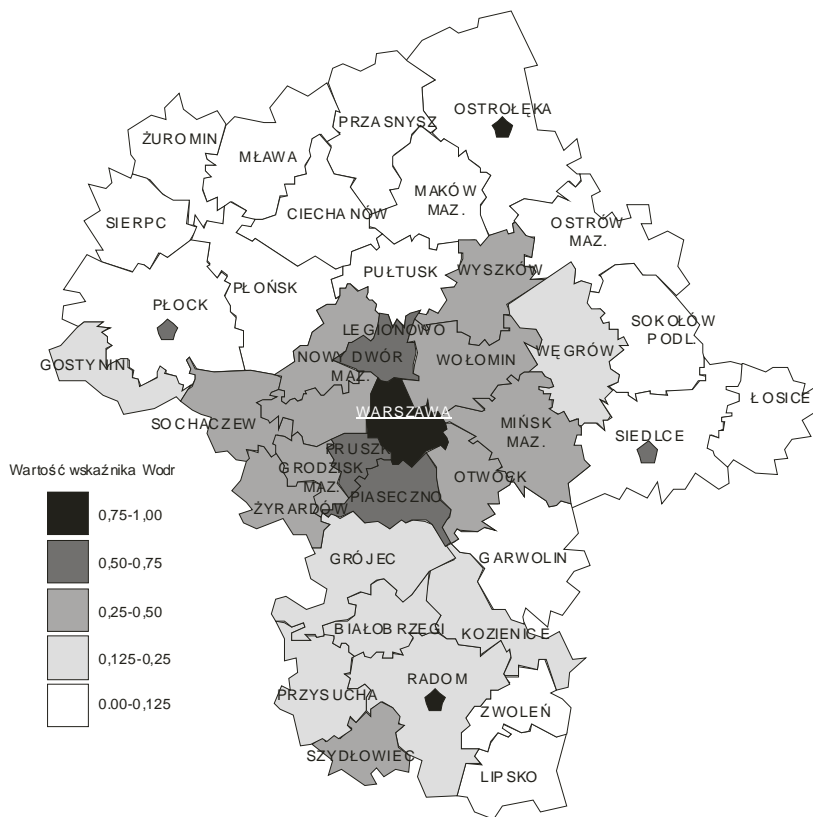 OSTROŁĘKA
PRZASNYSZ
ŻUROMIN
MŁAWA
MAKÓW
MAZ.
CIECHANÓW
SIERPC
OSTRÓW
MAZ.
WYSZKÓW
PUŁTUSK
PŁOŃSK
PŁOCK
SOKOŁÓW
PODL.
LEGIONOWO
NOWY DWÓR
MAZ.
WOŁOMIN
WĘGRÓW
GOSTYNIN
ŁOSICE
WARSZAWA
SOCHACZEW
MIŃSK
MAZ.
SIEDLCE
PRUSZK
GRODZISK
MAZ.
OTWOCK
PIASECZNO
ŻYRARDÓW
Wartość wskaźnika Wodr
0,75-1,00
0,50-0,75
0,25-0,50
0,125-0,25
0.00-0,125
GRÓJEC
GARWOLIN
BIAŁOBRZEGI
KOZIENICE
RADOM
PRZYSUCHA
ZWOLEŃ
SZYDŁOWIEC
LIPSKO